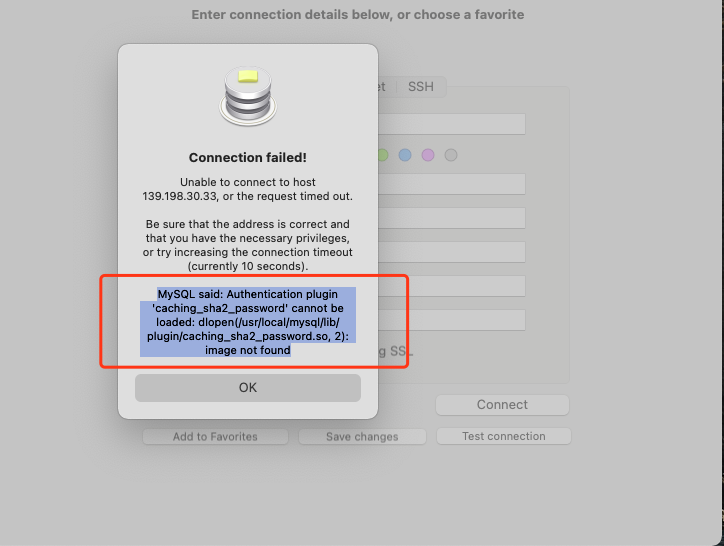 Enter connection details below, or choose a favorite
SSH
Connection failed!
Unable to connect to host
139.198.30.33, or the request timed out.
Be sure that the address is correct and
that you have the necessary privileges,
or try increasing the connection timeout
(currently 10 seconds).
MySQL said: Authentication plugin
'caching_sha2_password' cannot be
loaded: dlopen(/usr/local/mysql/lib/
plugin/caching_sha2_password.so, 2):
image not found
SSL
OK
Connect
Add to Favorites
Save changes
Test connection